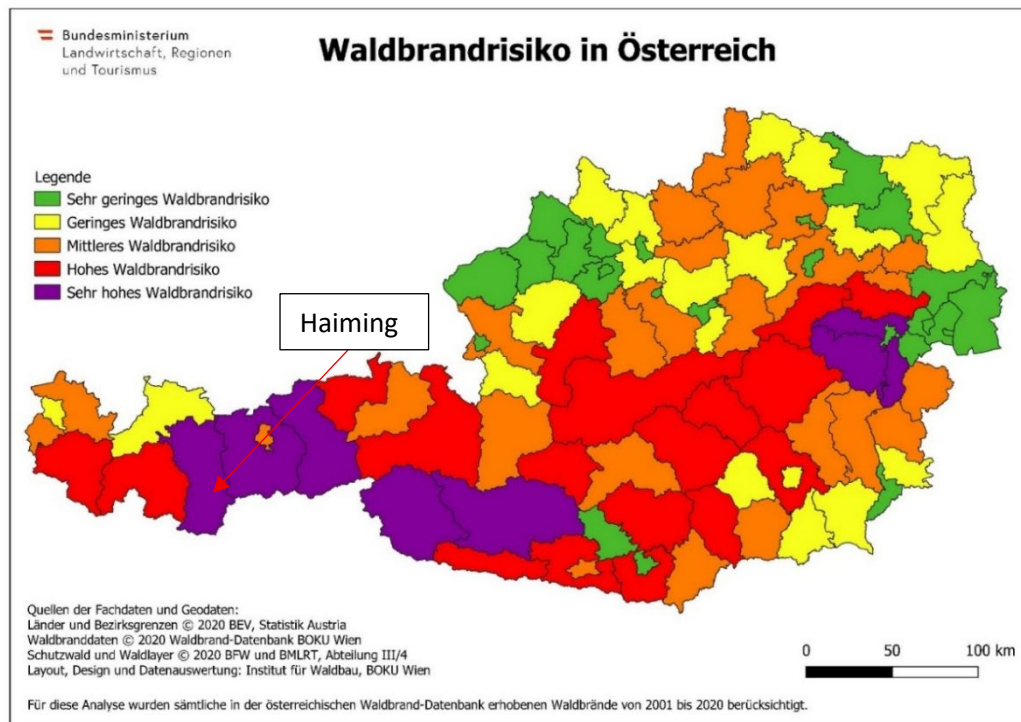 Bundesministerium
Landwirtschaft, Regionen
und Tourismus
Waldbrandrisiko in Österreich
Legende
Sehr geringes Waldbrandrisiko
Geringes Waldbrandrisiko
Mittleres Waldbrandrisiko
Hohes Waldbrandrisiko
Sehr hohes Waldbrandrisiko
Haiming
Quellen der Fachdaten und Geodaten:
Länder und Bezirksgrenzen © 2020 BEV, Statistik Austria
Waldbranddaten © 2020 Waldbrand-Datenbank BOKU Wien
Schutzwald und Waldlayer © 2020 BFW und BMLRT, Abteilung III/4
Layout, Design und Datenauswertung: Institut für Waldbau, BOKU Wien
0 50 100 km
Für diese Analyse wurden sämtliche in der österreichischen Waldbrand-Datenbank erhobenen Waldbrände von 2001 bis 2020 berücksichtigt.